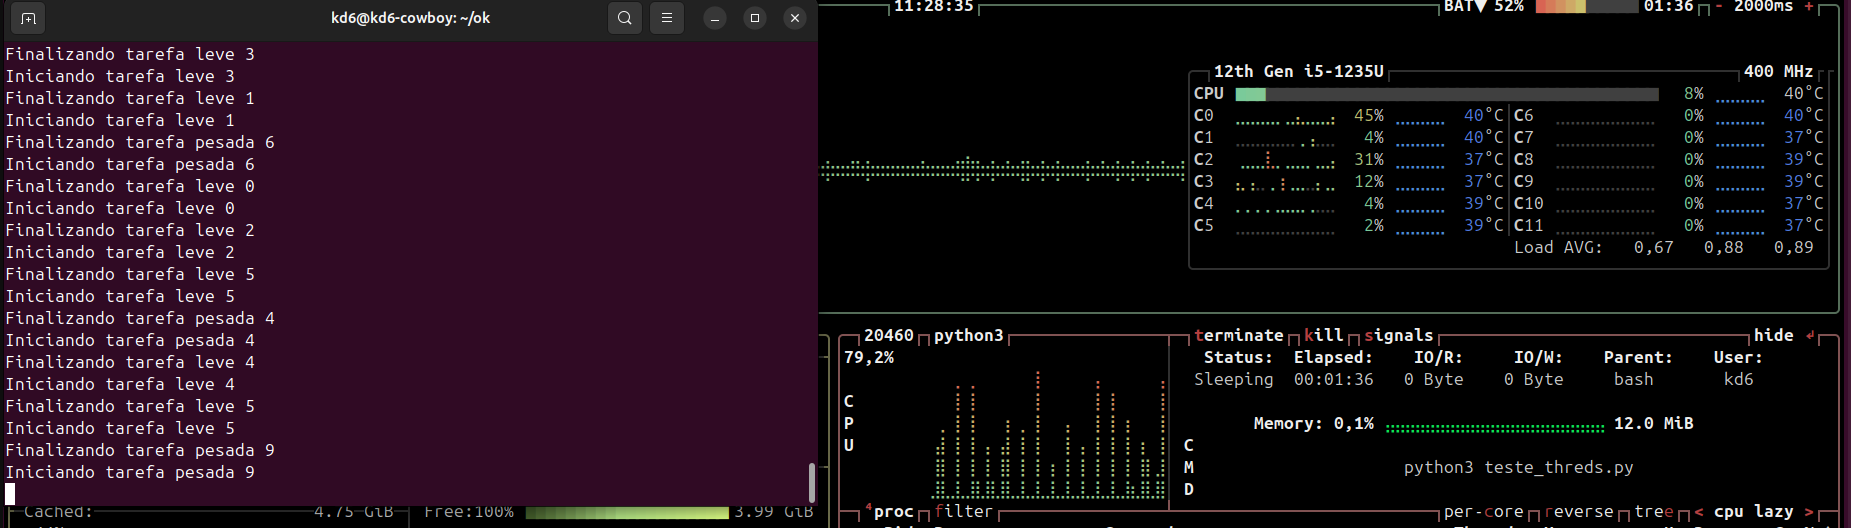 kd6@kd6-cowboy: ~/ok
Finalizando tarefa leve 3
Iniciando tarefa leve 3
Finalizando tarefa leve 1
Iniciando tarefa leve 1
Finalizando tarefa pesada 6
Iniciando tarefa pesada 6
Finalizando tarefa leve 0
Iniciando tarefa leve 0
Finalizando tarefa leve 2
Iniciando tarefa leve 2
Finalizando tarefa leve 5
Iniciando tarefa leve 5
Finalizando tarefa pesada 4
Iniciando tarefa pesada 4
Finalizando tarefa leve 4
Iniciando tarefa leve 4
Finalizando tarefa leve 5
Iniciando tarefa leve 5
Finalizando tarefa pesada 9
Iniciando tarefa pesada 9
Cached: 4.75 GiB Free:100% 3.99 GiB
11:28:35 BAT▼ 52% 01:36 - 2000ms +
12th Gen i5-1235U 400 MHz
CPU 8% 40°C
C0 45% 40°C C6 0% 40°C
C1 4% 40°C C7 0% 37°C
C2 31% 37°C C8 0% 39°C
C3 12% 37°C C9 0% 39°C
C4 4% 39°C C10 0% 37°C
C5 2% 39°C C11 0% 37°C
Load AVG: 0,67 0,88 0,89
20460 python3 terminate kill signals hide ↲
79,2% Status: Elapsed: IO/R: IO/W: Parent: User:
Sleeping 00:01:36 0 Byte 0 Byte bash kd6
CPU
Memory: 0,1% 12.0 MiB
CMD
python3 teste_threds.py
⁴proc filter per-core reverse tree < cpu lazy >